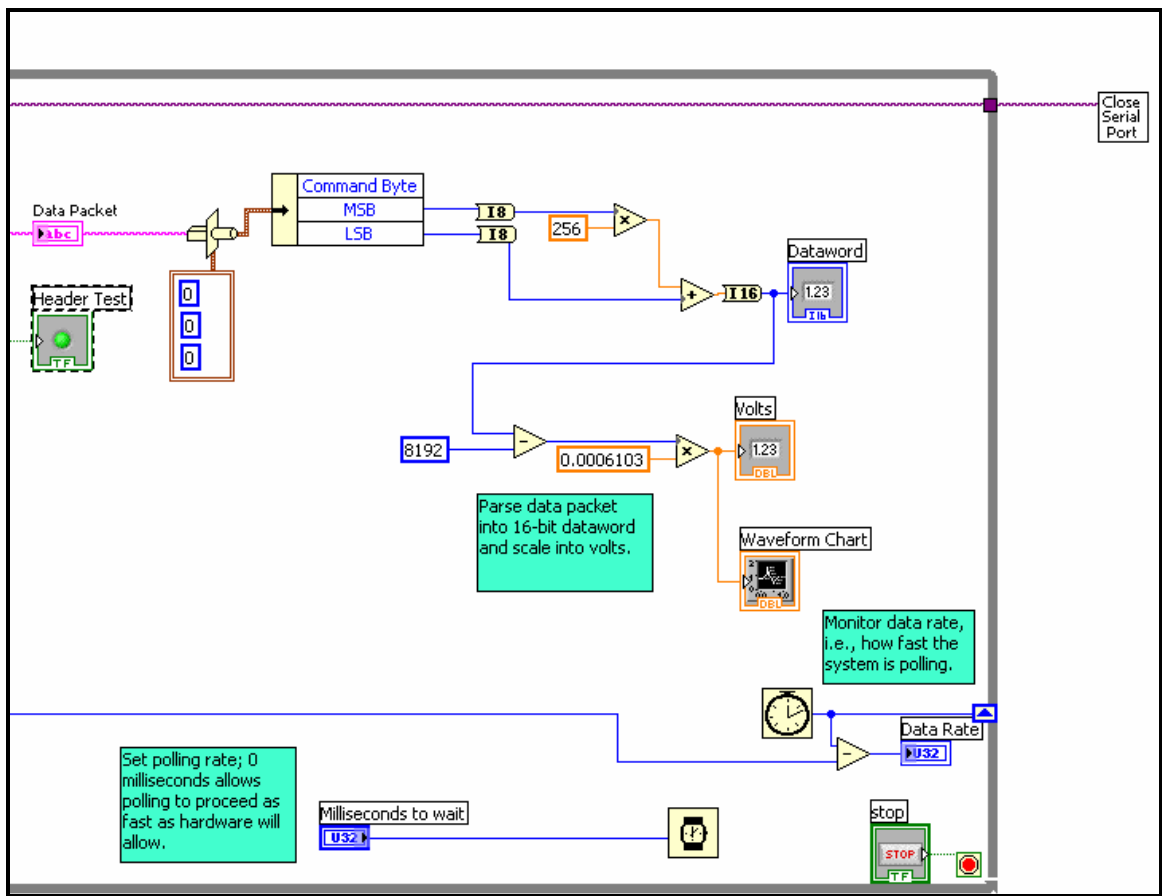 Close
Serial
Port
Data Packet
abc
Command Byte
MSB
LSB
I8
I8
256
×
+
I16
Dataword
1.23
I16
Header Test
TF
0
0
0
8192
-
0.0006103
×
Volts
1.23
DBL
Parse data packet
into 16-bit dataword
and scale into volts.
Waveform Chart
DBL
Monitor data rate,
i.e., how fast the
system is polling.
-
Data Rate
U32
Set polling rate; 0
milliseconds allows
polling to proceed as
fast as hardware will
allow.
Milliseconds to wait
U32
stop
STOP
TF